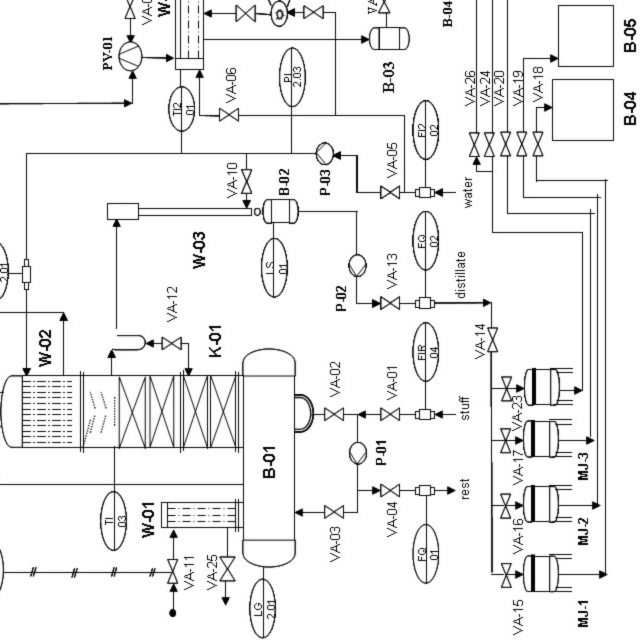 VA-0
W-
PV-01
VA-06
TI2
01
PI
2.03
B-03
B-04
VA-26
VA-24
VA-20
VA-19
VA-18
B-05
B-04
VA-10
B-02
P-03
VA-05
FI2
02
water
W-03
LS
01
P-02
VA-13
FQ
02
distillate
2.01
W-02
VA-12
K-01
VA-02
VA-01
FIR
04
stuff
VA-14
B-01
P-01
VA-23
VA-17
MJ-3
TI
03
W-01
VA-03
VA-04
rest
FQ
01
VA-16
MJ-2
VA-11
VA-25
LG
2.01
VA-15
MJ-1